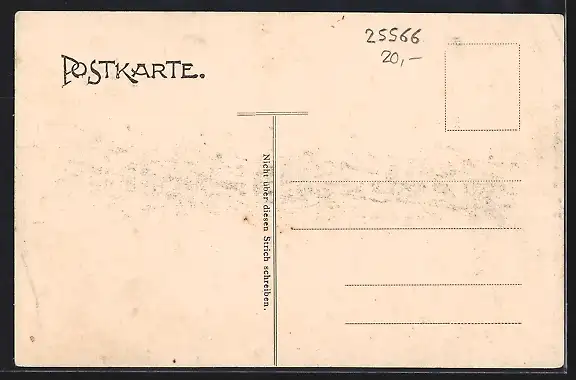 25566
20,-
POSTKARTE.
Nicht über diesen Strich schreiben.